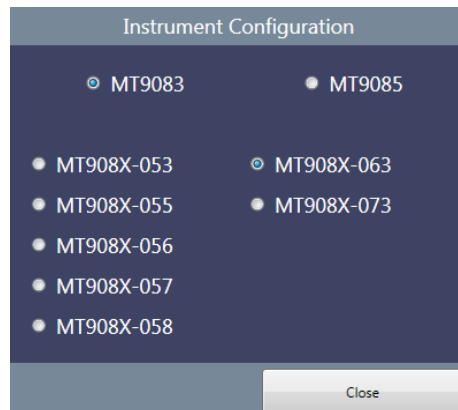 Instrument Configuration
MT9083 MT9085
MT908X-053 MT908X-063
MT908X-055 MT908X-073
MT908X-056
MT908X-057
MT908X-058
Close